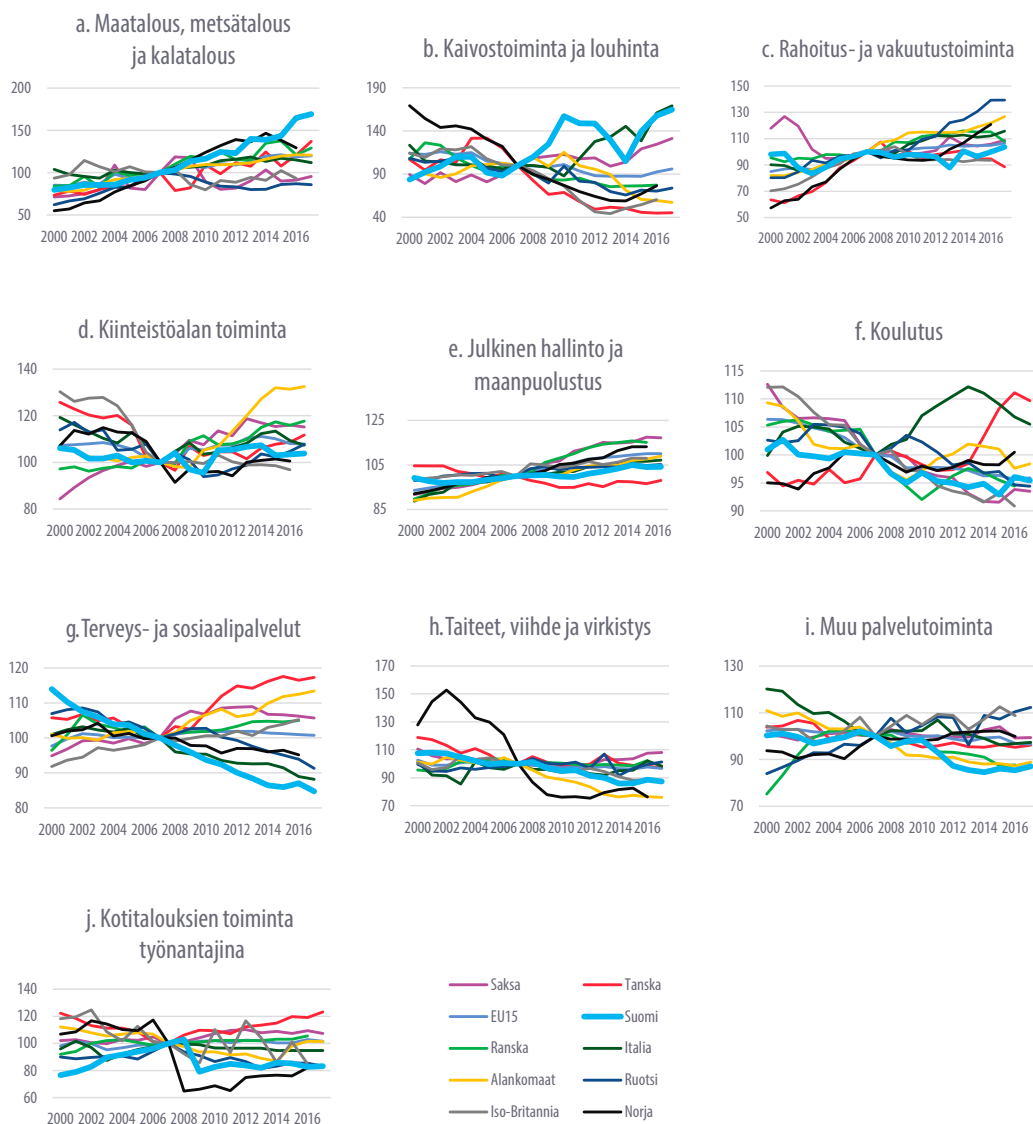 a. Maatalous, metsätalous
ja kalatalous
200
150
100
50
2000 2002 2004 2006 2008 2010 2012 2014 2016
b. Kaivostoiminta ja louhinta
190
140
90
40
2000 2002 2004 2006 2008 2010 2012 2014 2016
c. Rahoitus- ja vakuutustoiminta
150
130
110
90
70
50
2000 2002 2004 2006 2008 2010 2012 2014 2016
d. Kiinteistöalan toiminta
140
120
100
80
2000 2002 2004 2006 2008 2010 2012 2014 2016
e. Julkinen hallinto ja
maanpuolustus
125
105
85
2000 2002 2004 2006 2008 2010 2012 2014 2016
f. Koulutus
115
110
105
100
95
90
2000 2002 2004 2006 2008 2010 2012 2014 2016
g. Terveys- ja sosiaalipalvelut
120
110
100
90
80
2000 2002 2004 2006 2008 2010 2012 2014 2016
h. Taiteet, viihde ja virkistys
170
150
130
110
90
70
2000 2002 2004 2006 2008 2010 2012 2014 2016
i. Muu palvelutoiminta
130
110
90
70
2000 2002 2004 2006 2008 2010 2012 2014 2016
j. Kotitalouksien toiminta
työnantajina
140
120
100
80
60
2000 2002 2004 2006 2008 2010 2012 2014 2016
Saksa
Tanska
EU15
Suomi
Ranska
Italia
Alankomaat
Ruotsi
Iso-Britannia
Norja